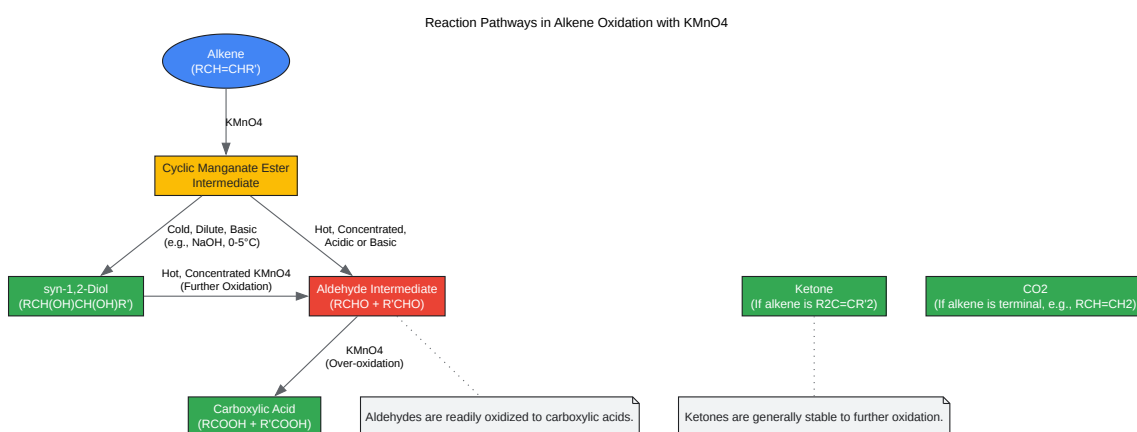 Reaction Pathways in Alkene Oxidation with KMnO4
Alkene
(RCH=CHR')
KMnO4
Cyclic Manganate Ester
Intermediate
Cold, Dilute, Basic
(e.g., NaOH, 0-5°C)
Hot, Concentrated,
Acidic or Basic
syn-1,2-Diol
(RCH(OH)CH(OH)R')
Hot, Concentrated KMnO4
(Further Oxidation)
Aldehyde Intermediate
(RCHO + R'CHO)
Ketone
(If alkene is R2C=CR'2)
CO2
(If alkene is terminal, e.g., RCH=CH2)
KMnO4
(Over-oxidation)
Carboxylic Acid
(RCOOH + R'COOH)
Aldehydes are readily oxidized to carboxylic acids.
Ketones are generally stable to further oxidation.